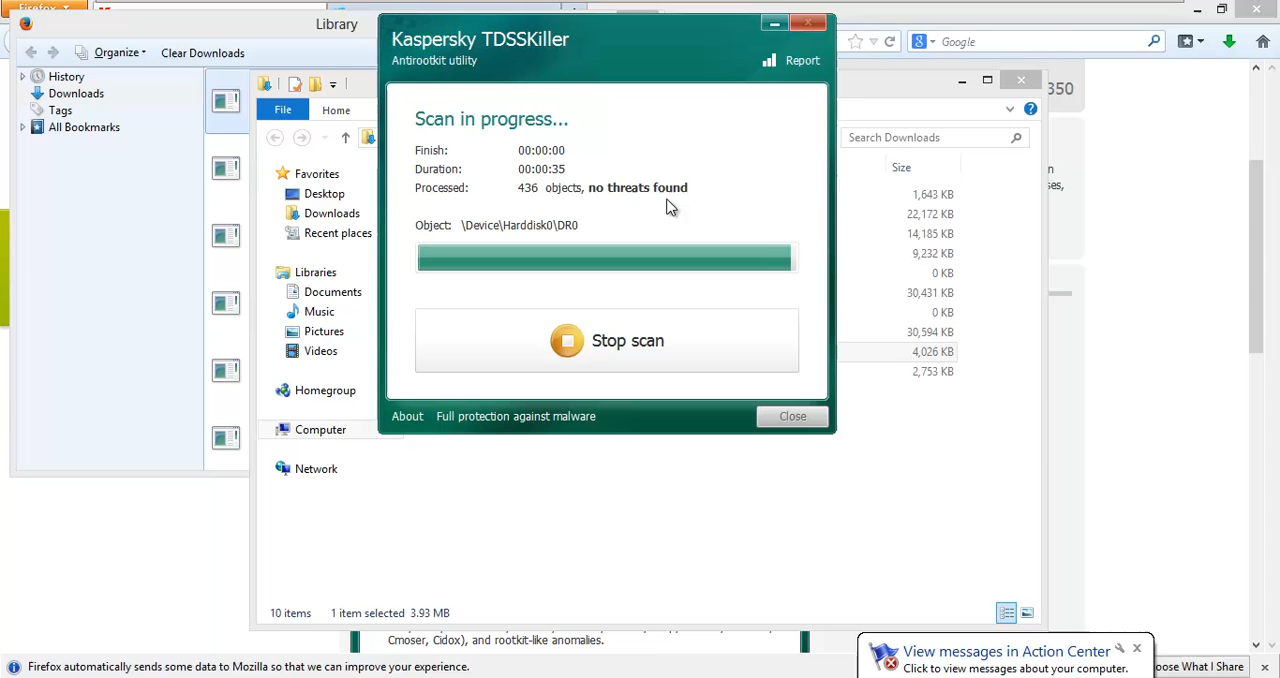 Firefox
Library
Organize
Clear Downloads
History
Downloads
Tags
All Bookmarks
Google
350
File
Home
Search Downloads
Favorites
Desktop
Downloads
Recent places
Libraries
Documents
Music
Pictures
Videos
Homegroup
Computer
Network
Size
1,643 KB
22,172 KB
14,185 KB
9,232 KB
0 KB
30,431 KB
0 KB
30,594 KB
4,026 KB
2,753 KB
10 items 1 item selected 3.93 MB
Kaspersky TDSSKiller
Antirootkit utility
Report
Scan in progress...
Finish: 00:00:00
Duration: 00:00:35
Processed: 436 objects, no threats found
Object: \Device\Harddisk0\DR0
Stop scan
About Full protection against malware
Close
Cmoser, Cidox), and rootkit-like anomalies.
View messages in Action Center
Click to view messages about your computer.
Firefox automatically sends some data to Mozilla so that we can improve your experience.
oose What I Share